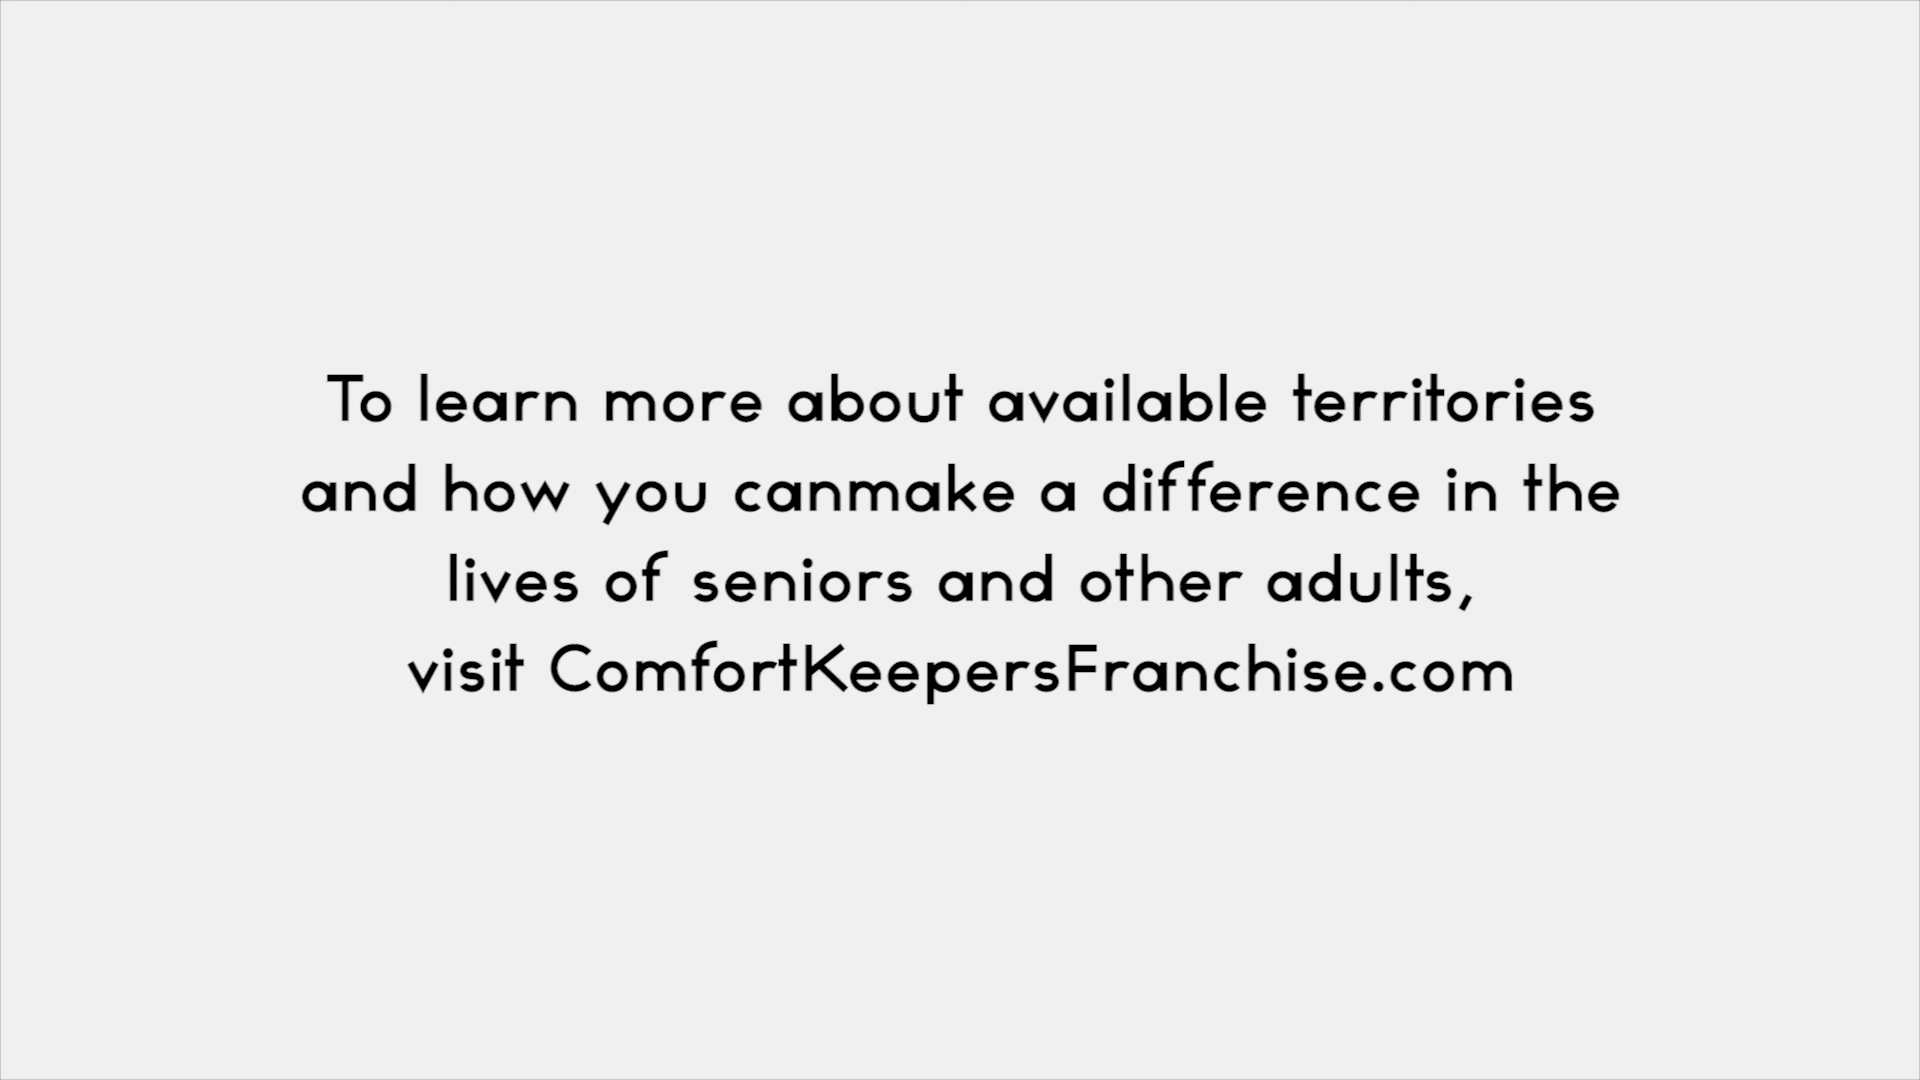 To learn more about available territories
and how you canmake a difference in the
lives of seniors and other adults,
visit ComfortKeepersFranchise.com